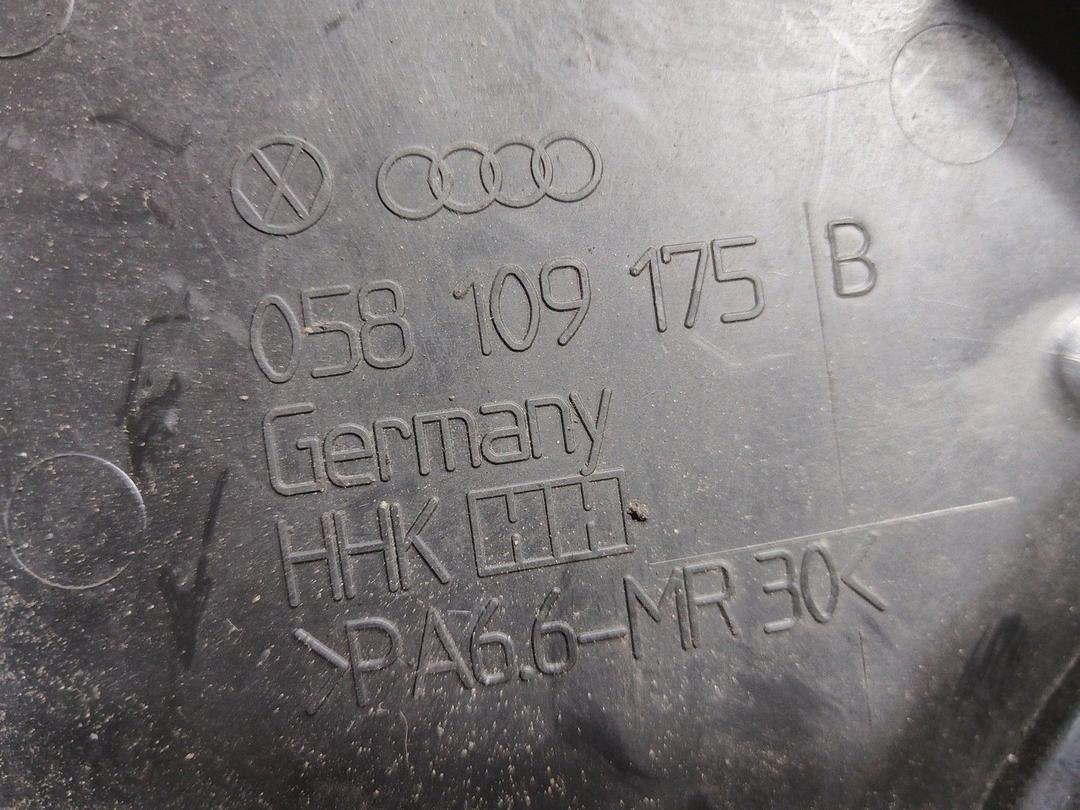 058 109 175 B
Germany
HHK
>PA6.6-MR 30<